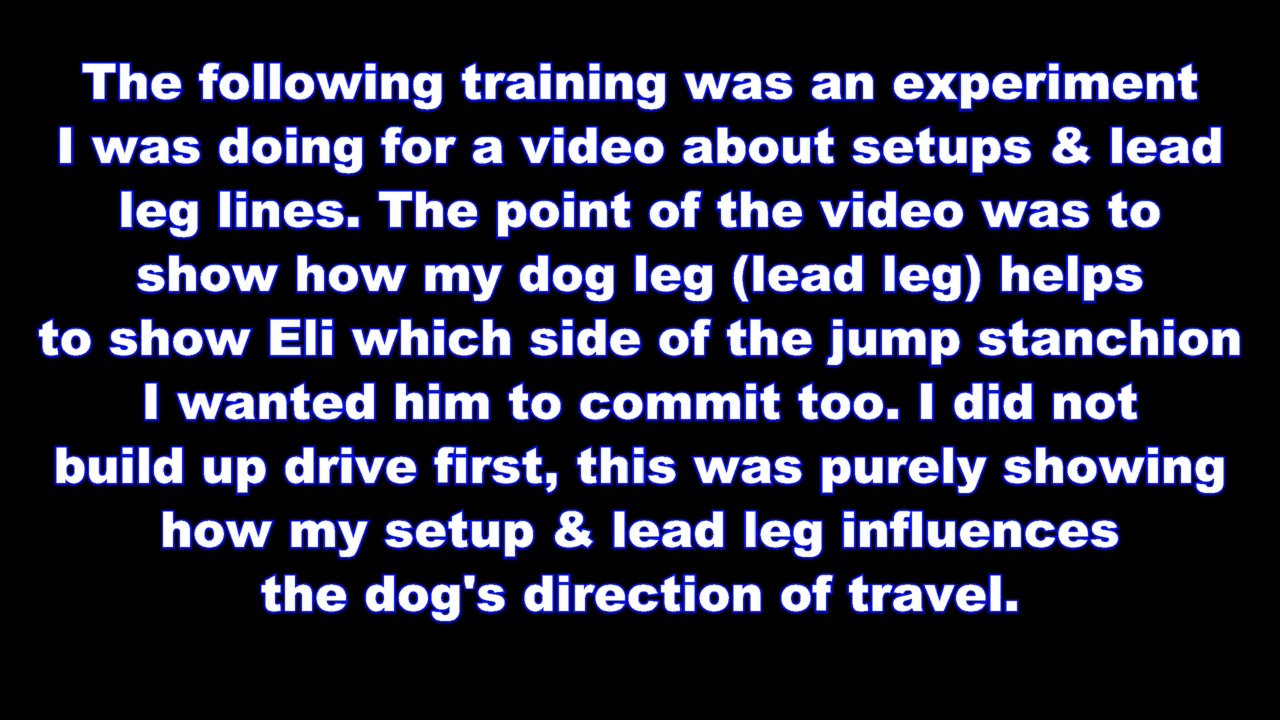 The following training was an experiment
I was doing for a video about setups & lead
leg lines. The point of the video was to
show how my dog leg (lead leg) helps
to show Eli which side of the jump stanchion
I wanted him to commit too. I did not
build up drive first, this was purely showing
how my setup & lead leg influences
the dog's direction of travel.